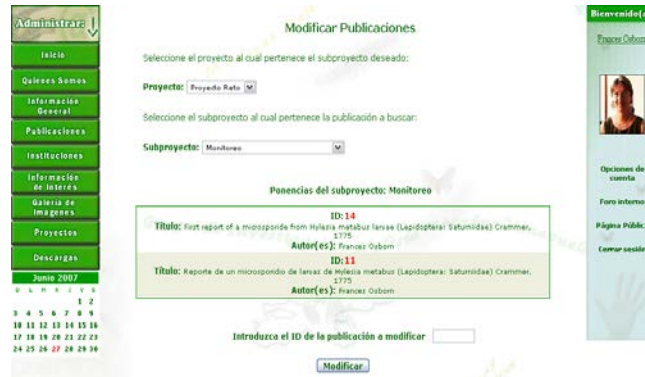 Administrar:
Inicio
Quienes Somos
Información
General
Publicaciones
Instituciones
Información
de Interés
Galería de
Imagenes
Proyectos
Descargas
Junio 2007
D L M M J V S
1 2
3 4 5 6 7 8 9
10 11 12 13 14 15 16
17 18 19 20 21 22 23
24 25 26 27 28 29 30
Modificar Publicaciones
Seleccione el proyecto al cual pertenece el subproyecto deseado:
Proyecto: Proyecto Reto
Seleccione el subproyecto al cual pertenece la publicación a buscar:
Subproyecto: Monitoreo
Ponencias del subproyecto: Monitoreo
ID:14
Título: First report of a microsporide from Hylesia metabus larvae (Lepidoptera: Saturniidae) Crammer,
1775
Autor(es): Frances Osborn
ID:11
Título: Reporte de un microsporidio de larvas de Hylesia metabus (Lepidoptera: Saturniidae) Crammer,
1775
Autor(es): Frances Osborn
Introduzca el ID de la publicación a modificar
Modificar
Bienvenido(a
Frances Osborn
Opciones de
cuenta
Foro interno
Página Públic
Cerrar sesión